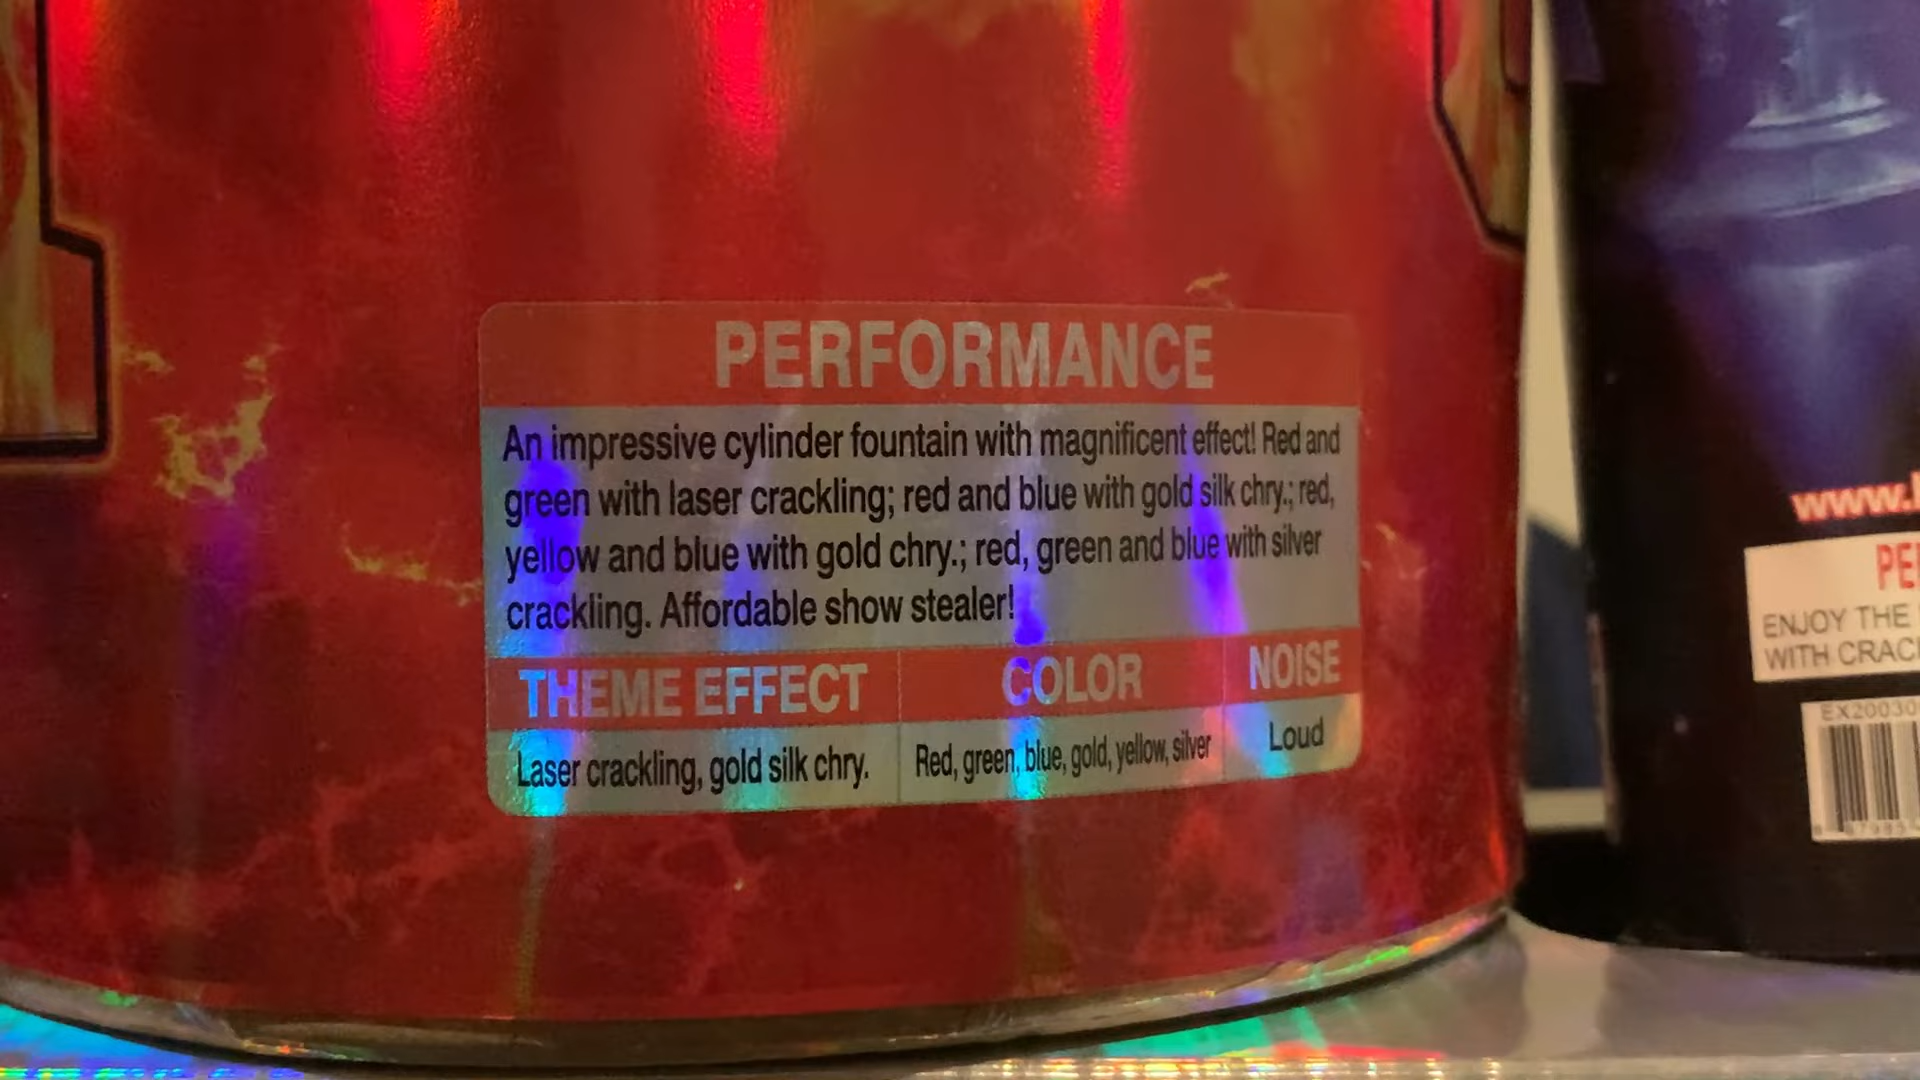 PERFORMANCE
An impressive cylinder fountain with magnificent effect! Red and
green with laser crackling; red and blue with gold silk chry.; red,
yellow and blue with gold chry.; red, green and blue with silver
crackling. Affordable show stealer!
THEME EFFECT COLOR NOISE
Laser crackling, gold silk chry. Red, green, blue, gold, yellow, silver Loud
www.
ENJOY THE
WITH
EX20030